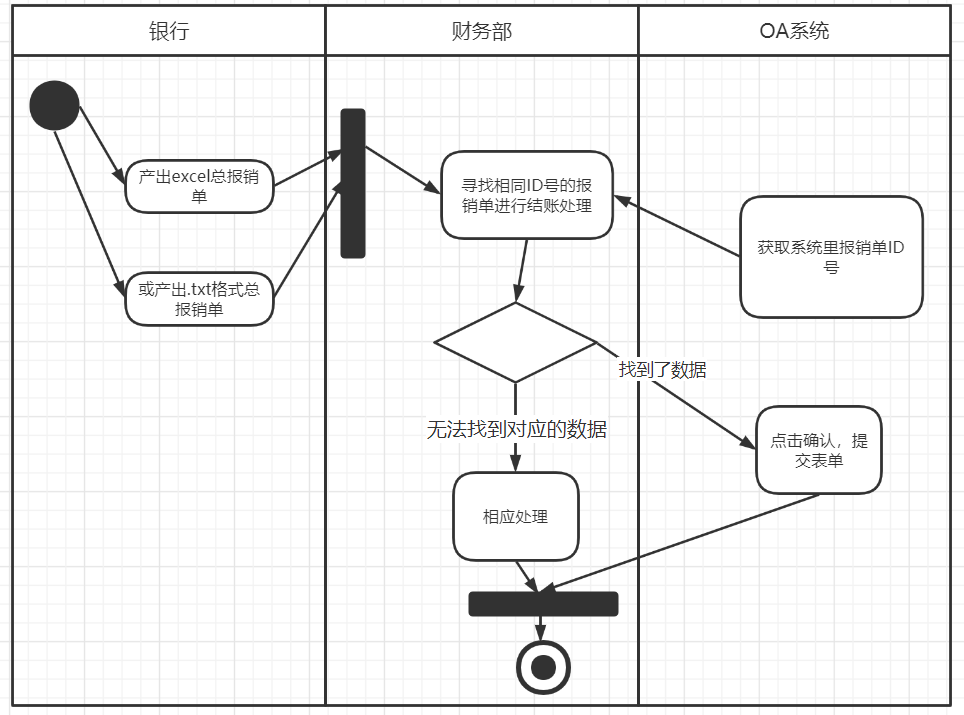 银行
财务部
OA系统
产出excel总报销
单
寻找相同ID号的报
销单进行结账处理
获取系统里报销单ID
号
或产出.txt格式总
报销单
找到了数据
无法找到对应的数据
点击确认，提
交表单
相应处理